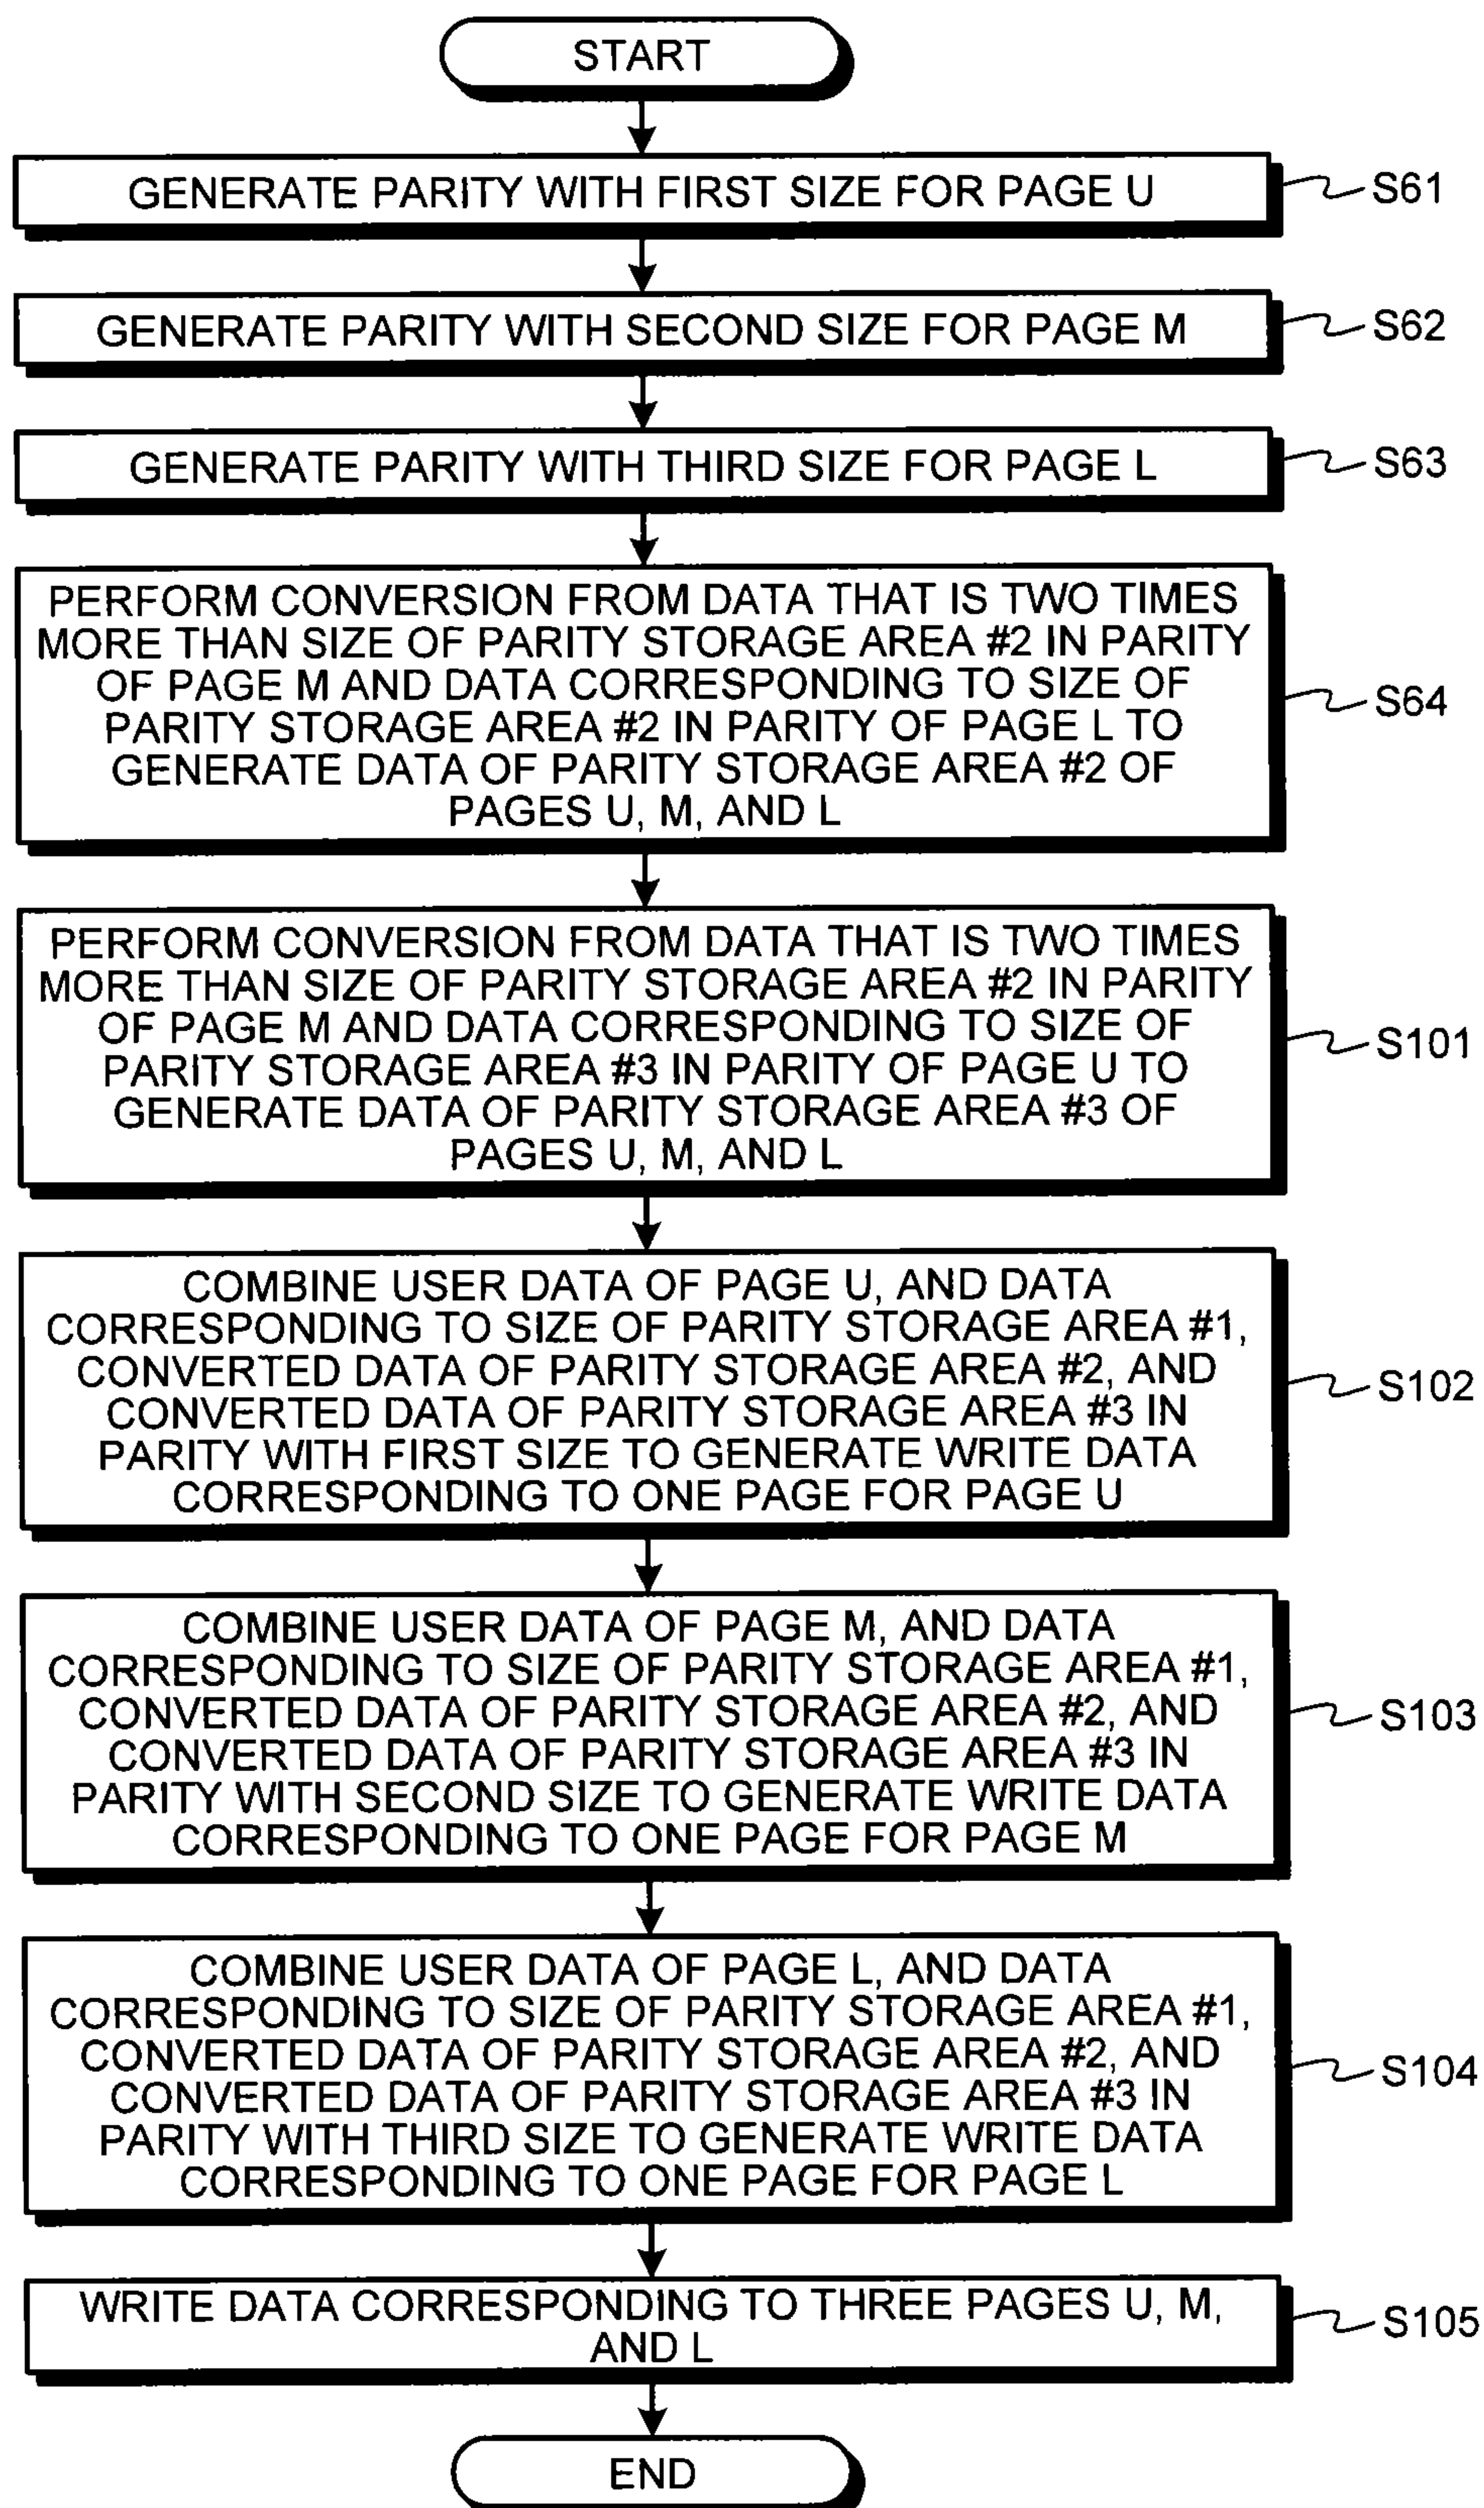 START
GENERATE PARITY WITH FIRST SIZE FOR PAGE U
S61
GENERATE PARITY WITH SECOND SIZE FOR PAGE M
S62
GENERATE PARITY WITH THIRD SIZE FOR PAGE L
S63
PERFORM CONVERSION FROM DATA THAT IS TWO TIMES
MORE THAN SIZE OF PARITY STORAGE AREA #2 IN PARITY
OF PAGE M AND DATA CORRESPONDING TO SIZE OF
PARITY STORAGE AREA #2 IN PARITY OF PAGE L TO
GENERATE DATA OF PARITY STORAGE AREA #2 OF
PAGES U, M, AND L
S64
PERFORM CONVERSION FROM DATA THAT IS TWO TIMES
MORE THAN SIZE OF PARITY STORAGE AREA #2 IN PARITY
OF PAGE M AND DATA CORRESPONDING TO SIZE OF
PARITY STORAGE AREA #3 IN PARITY OF PAGE U TO
GENERATE DATA OF PARITY STORAGE AREA #3 OF
PAGES U, M, AND L
S101
COMBINE USER DATA OF PAGE U, AND DATA
CORRESPONDING TO SIZE OF PARITY STORAGE AREA #1,
CONVERTED DATA OF PARITY STORAGE AREA #2, AND
CONVERTED DATA OF PARITY STORAGE AREA #3 IN
PARITY WITH FIRST SIZE TO GENERATE WRITE DATA
CORRESPONDING TO ONE PAGE FOR PAGE U
S102
COMBINE USER DATA OF PAGE M, AND DATA
CORRESPONDING TO SIZE OF PARITY STORAGE AREA #1,
CONVERTED DATA OF PARITY STORAGE AREA #2, AND
CONVERTED DATA OF PARITY STORAGE AREA #3 IN
PARITY WITH SECOND SIZE TO GENERATE WRITE DATA
CORRESPONDING TO ONE PAGE FOR PAGE M
S103
COMBINE USER DATA OF PAGE L, AND DATA
CORRESPONDING TO SIZE OF PARITY STORAGE AREA #1,
CONVERTED DATA OF PARITY STORAGE AREA #2, AND
CONVERTED DATA OF PARITY STORAGE AREA #3 IN
PARITY WITH THIRD SIZE TO GENERATE WRITE DATA
CORRESPONDING TO ONE PAGE FOR PAGE L
S104
WRITE DATA CORRESPONDING TO THREE PAGES U, M,
AND L
S105
END